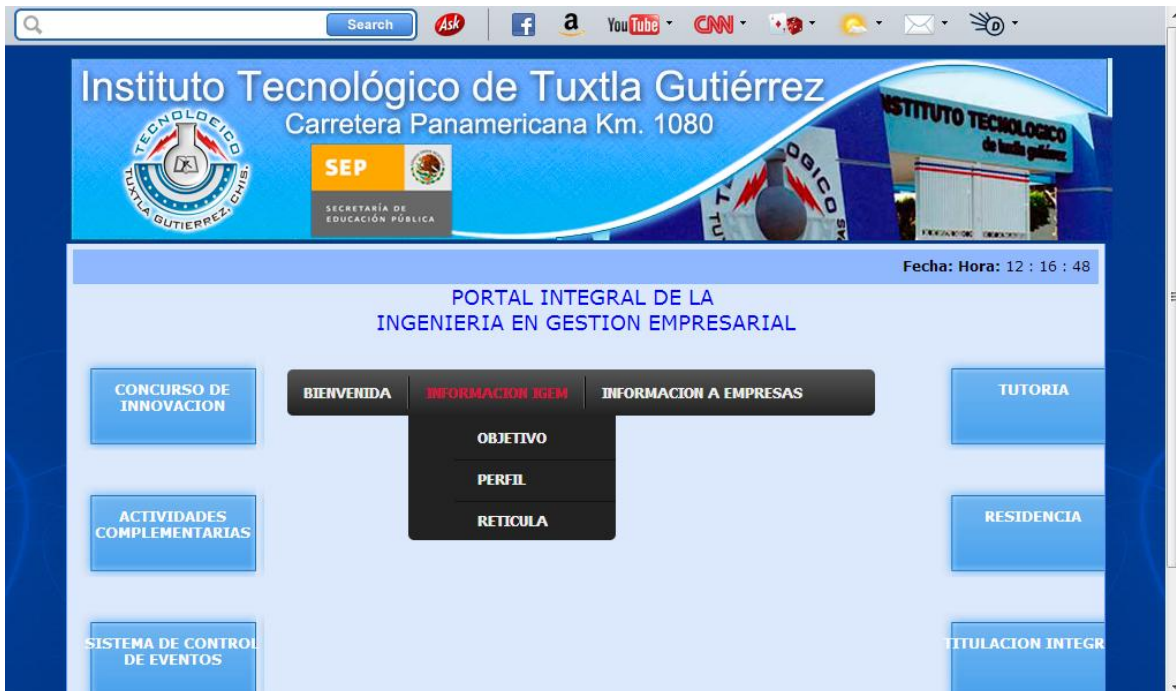 Search
Ask
f
a
YouTube
CNN
Instituto Tecnológico de Tuxtla Gutiérrez
Carretera Panamericana Km. 1080
TECNOLOGICO
TUXTLA GUTIERREZ, CHIS.
SEP
SECRETARÍA DE
EDUCACIÓN PÚBLICA
INSTITUTO TECNOLOGICO
de tuxtla gutiérrez
Fecha: Hora: 12 : 16 : 48
PORTAL INTEGRAL DE LA
INGENIERIA EN GESTION EMPRESARIAL
CONCURSO DE
INNOVACION
BIENVENIDA
INFORMACION IGEM
INFORMACION A EMPRESAS
TUTORIA
OBJETIVO
PERFIL
RETICULA
ACTIVIDADES
COMPLEMENTARIAS
RESIDENCIA
SISTEMA DE CONTROL
DE EVENTOS
TITULACION INTEGR